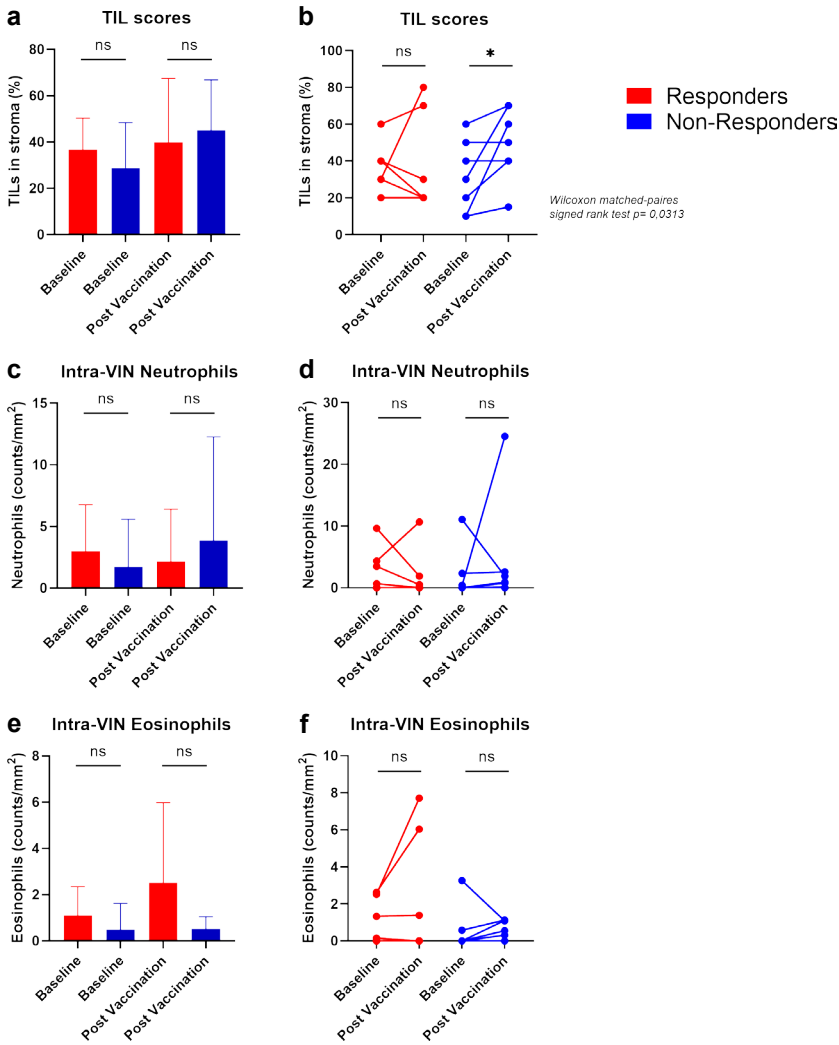 a
TIL scores
TILs in stroma (%)
80
60
40
20
0
ns
ns
Baseline
Baseline
Post Vaccination
Post Vaccination
b
TIL scores
TILs in stroma (%)
100
80
60
40
20
0
ns
*
Baseline
Post Vaccination
Baseline
Post Vaccination
Responders
Non-Responders
Wilcoxon matched-paires
signed rank test p= 0,0313
c
Intra-VIN Neutrophils
Neutrophils (counts/mm²)
15
10
5
0
ns
ns
Baseline
Baseline
Post Vaccination
Post Vaccination
d
Intra-VIN Neutrophils
Neutrophils (counts/mm²)
30
20
10
0
ns
ns
Baseline
Post Vaccination
Baseline
Post Vaccination
e
Intra-VIN Eosinophils
Eosinophils (counts/mm²)
8
6
4
2
0
ns
ns
Baseline
Baseline
Post Vaccination
Post Vaccination
f
Intra-VIN Eosinophils
Eosinophils (counts/mm²)
10
8
6
4
2
0
ns
ns
Baseline
Post Vaccination
Baseline
Post Vaccination